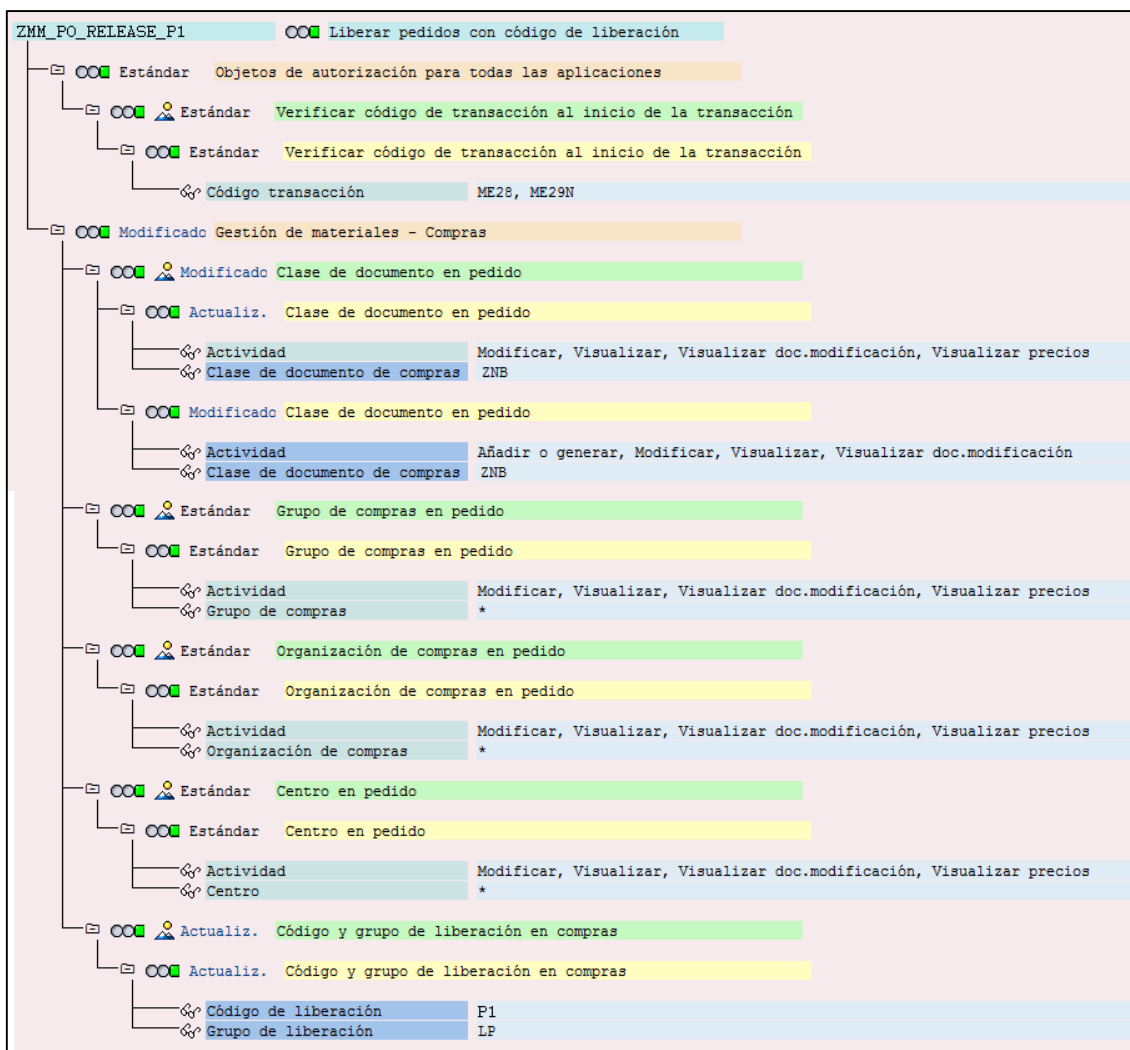 ZMM_PO_RELEASE_P1 Liberar pedidos con código de liberación
Estándar Objetos de autorización para todas las aplicaciones
Estándar Verificar código de transacción al inicio de la transacción
Estándar Verificar código de transacción al inicio de la transacción
Código transacción ME28, ME29N
Modificado Gestión de materiales - Compras
Modificado Clase de documento en pedido
Actualiz. Clase de documento en pedido
Actividad Modificar, Visualizar, Visualizar doc.modificación, Visualizar precios
Clase de documento de compras ZNB
Modificado Clase de documento en pedido
Actividad Añadir o generar, Modificar, Visualizar, Visualizar doc.modificación
Clase de documento de compras ZNB
Estándar Grupo de compras en pedido
Estándar Grupo de compras en pedido
Actividad Modificar, Visualizar, Visualizar doc.modificación, Visualizar precios
Grupo de compras *
Estándar Organización de compras en pedido
Estándar Organización de compras en pedido
Actividad Modificar, Visualizar, Visualizar doc.modificación, Visualizar precios
Organización de compras *
Estándar Centro en pedido
Estándar Centro en pedido
Actividad Modificar, Visualizar, Visualizar doc.modificación, Visualizar precios
Centro *
Actualiz. Código y grupo de liberación en compras
Actualiz. Código y grupo de liberación en compras
Código de liberación P1
Grupo de liberación LP